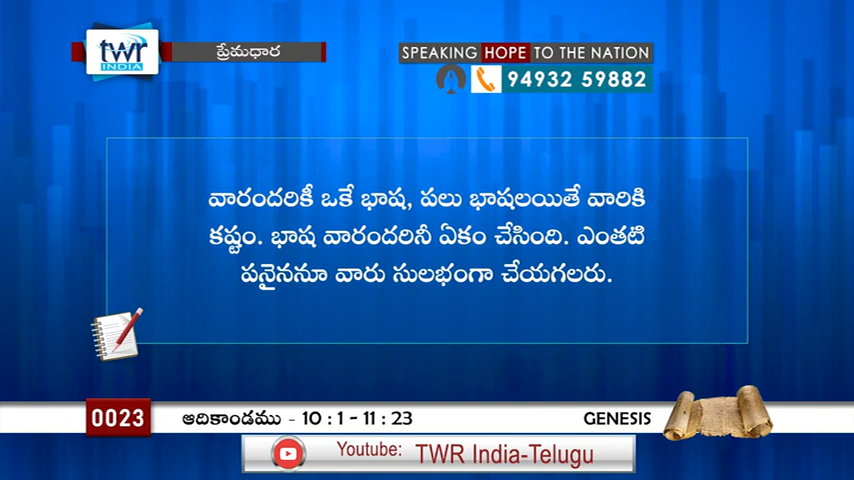 twr
INDIA
ప్రేమధార
SPEAKING HOPE TO THE NATION
94932 59882
వారందరికీ ఒకే భాష, పలు భాషలయితే వారికి
కష్టం. భాష వారందరినీ ఏకం చేసింది. ఎంతటి
పనైననూ వారు సులభంగా చేయగలరు.
0023 ఆదికాండము - 10 : 1 - 11 : 23 GENESIS
Youtube: TWR India-Telugu